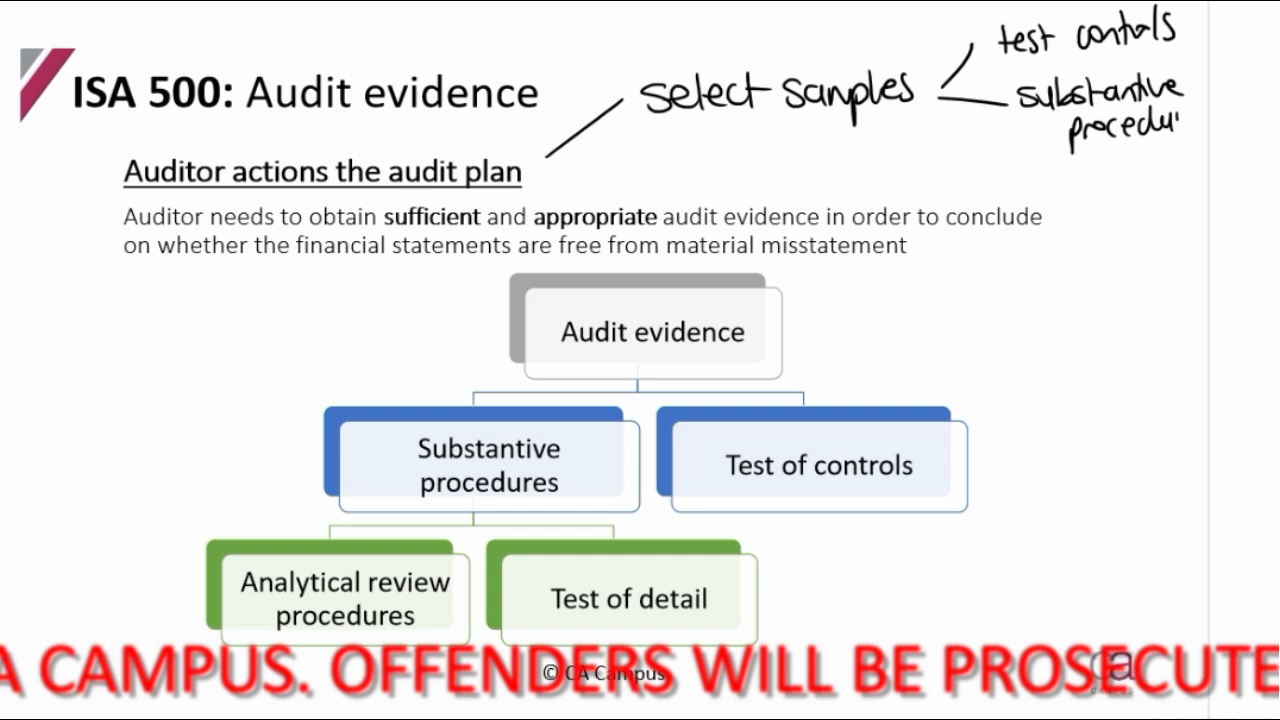 test controls
ISA 500: Audit evidence
select samples
substantive
procedur
Auditor actions the audit plan
Auditor needs to obtain sufficient and appropriate audit evidence in order to conclude
on whether the financial statements are free from material misstatement
Audit evidence
Substantive
procedures
Test of controls
Analytical review
procedures
Test of detail
A CAMPUS. OFFENDERS WILL BE PROSECUTE
© CA Campus
ca